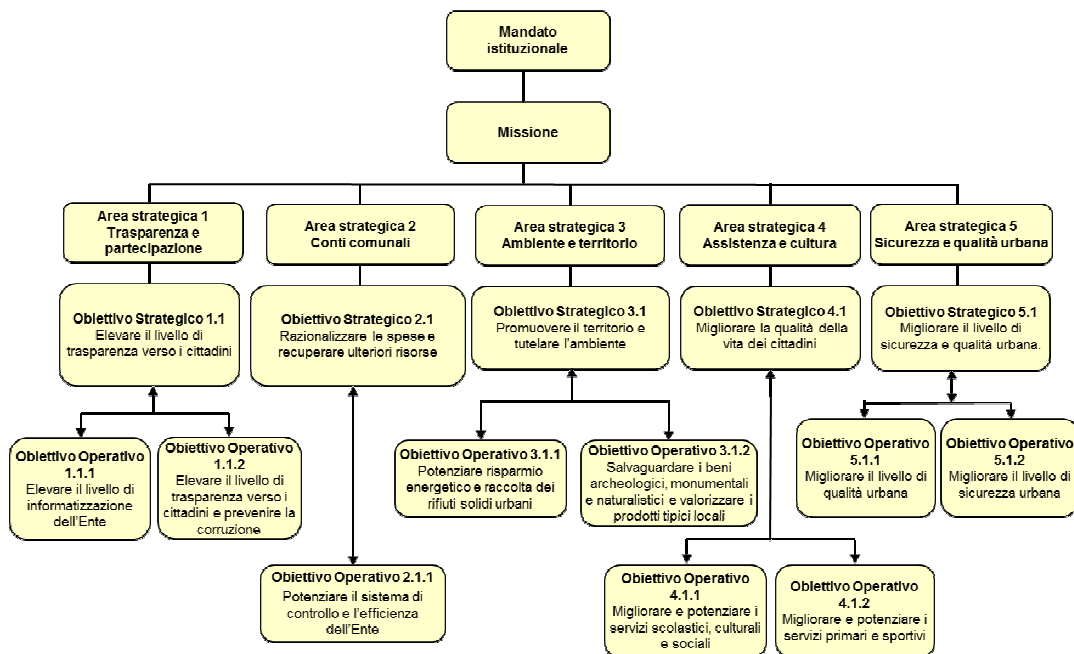 Mandato
istituzionale
Missione
Area strategica 1
Trasparenza e
partecipazione
Area strategica 2
Conti comunali
Area strategica 3
Ambiente e territorio
Area strategica 4
Assistenza e cultura
Area strategica 5
Sicurezza e qualità urbana
Obiettivo Strategico 1.1
Elevare il livello di
trasparenza verso i cittadini
Obiettivo Strategico 2.1
Razionalizzare le spese e
recuperare ulteriori risorse
Obiettivo Strategico 3.1
Promuovere il territorio e
tutelare l'ambiente
Obiettivo Strategico 4.1
Migliorare la qualità della
vita dei cittadini
Obiettivo Strategico 5.1
Migliorare il livello di
sicurezza e qualità urbana.
Obiettivo Operativo
1.1.1
Elevare il livello di
informatizzazione
dell'Ente
Obiettivo Operativo
1.1.2
Elevare il livello di
trasparenza verso i
cittadini e prevenire la
corruzione
Obiettivo Operativo 3.1.1
Potenziare risparmio
energetico e raccolta dei
rifiuti solidi urbani
Obiettivo Operativo 3.1.2
Salvaguardare i beni
archeologici, monumentali
e naturalistici e valorizzare i
prodotti tipici locali
Obiettivo Operativo
5.1.1
Migliorare il livello di
qualità urbana
Obiettivo Operativo
5.1.2
Migliorare il livello di
sicurezza urbana
Obiettivo Operativo 2.1.1
Potenziare il sistema di
controllo e l'efficienza
dell'Ente
Obiettivo Operativo
4.1.1
Migliorare e potenziare i
servizi scolastici, culturali
e sociali
Obiettivo Operativo
4.1.2
Migliorare e potenziare i
servizi primari e sportivi